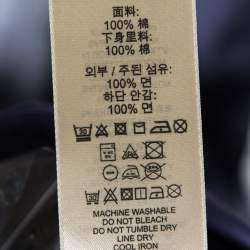 面料:
100% 棉
下身里料:
100% 棉
외부 / 주된 섬유:
100% 면
하단 안감:
100% 면
MACHINE WASHABLE
DO NOT BLEACH
DO NOT TUMBLE DRY
LINE DRY
COOL IRON